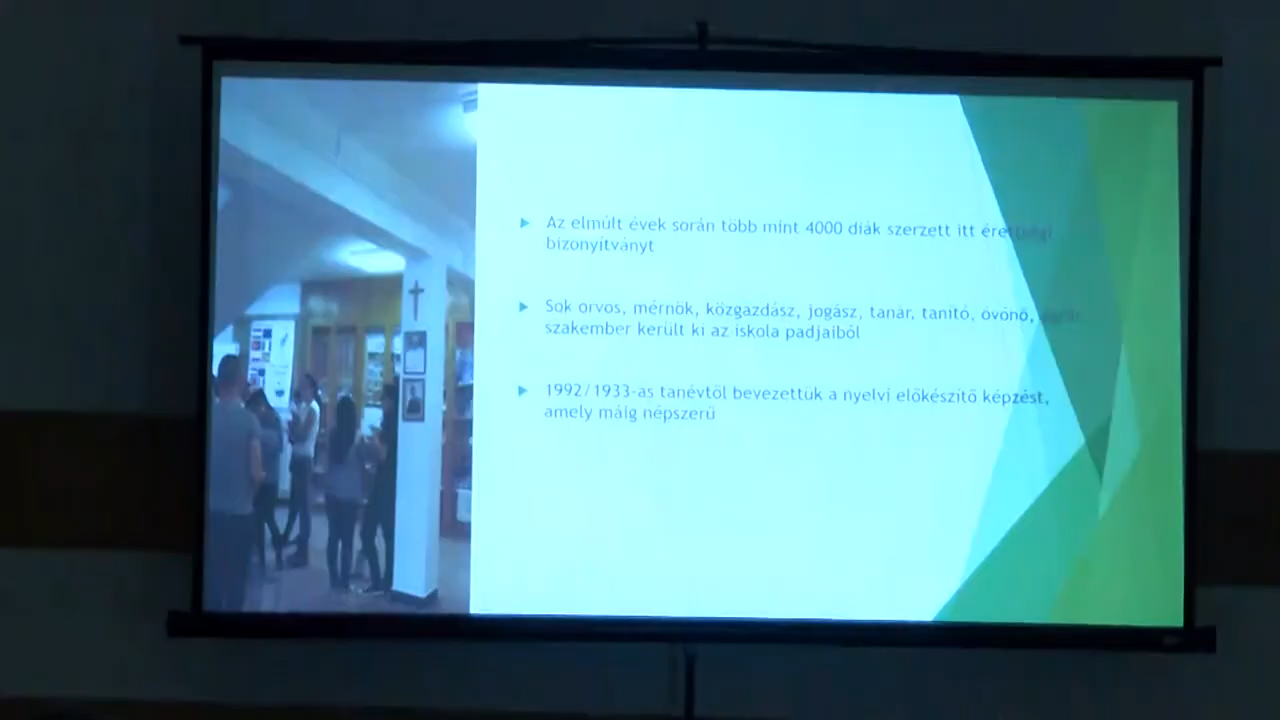 Az elmúlt évek során több mint 4000 diák szerzett itt érettségi
bizonyítványt
Sok orvos, mérnök, közgazdász, jogász, tanár, tanító, óvónő,
szakember került ki az iskola padjaiból
1992/1933-as tanévtől bevezettük a nyelvi előkészítő képzést,
amely máig népszerű